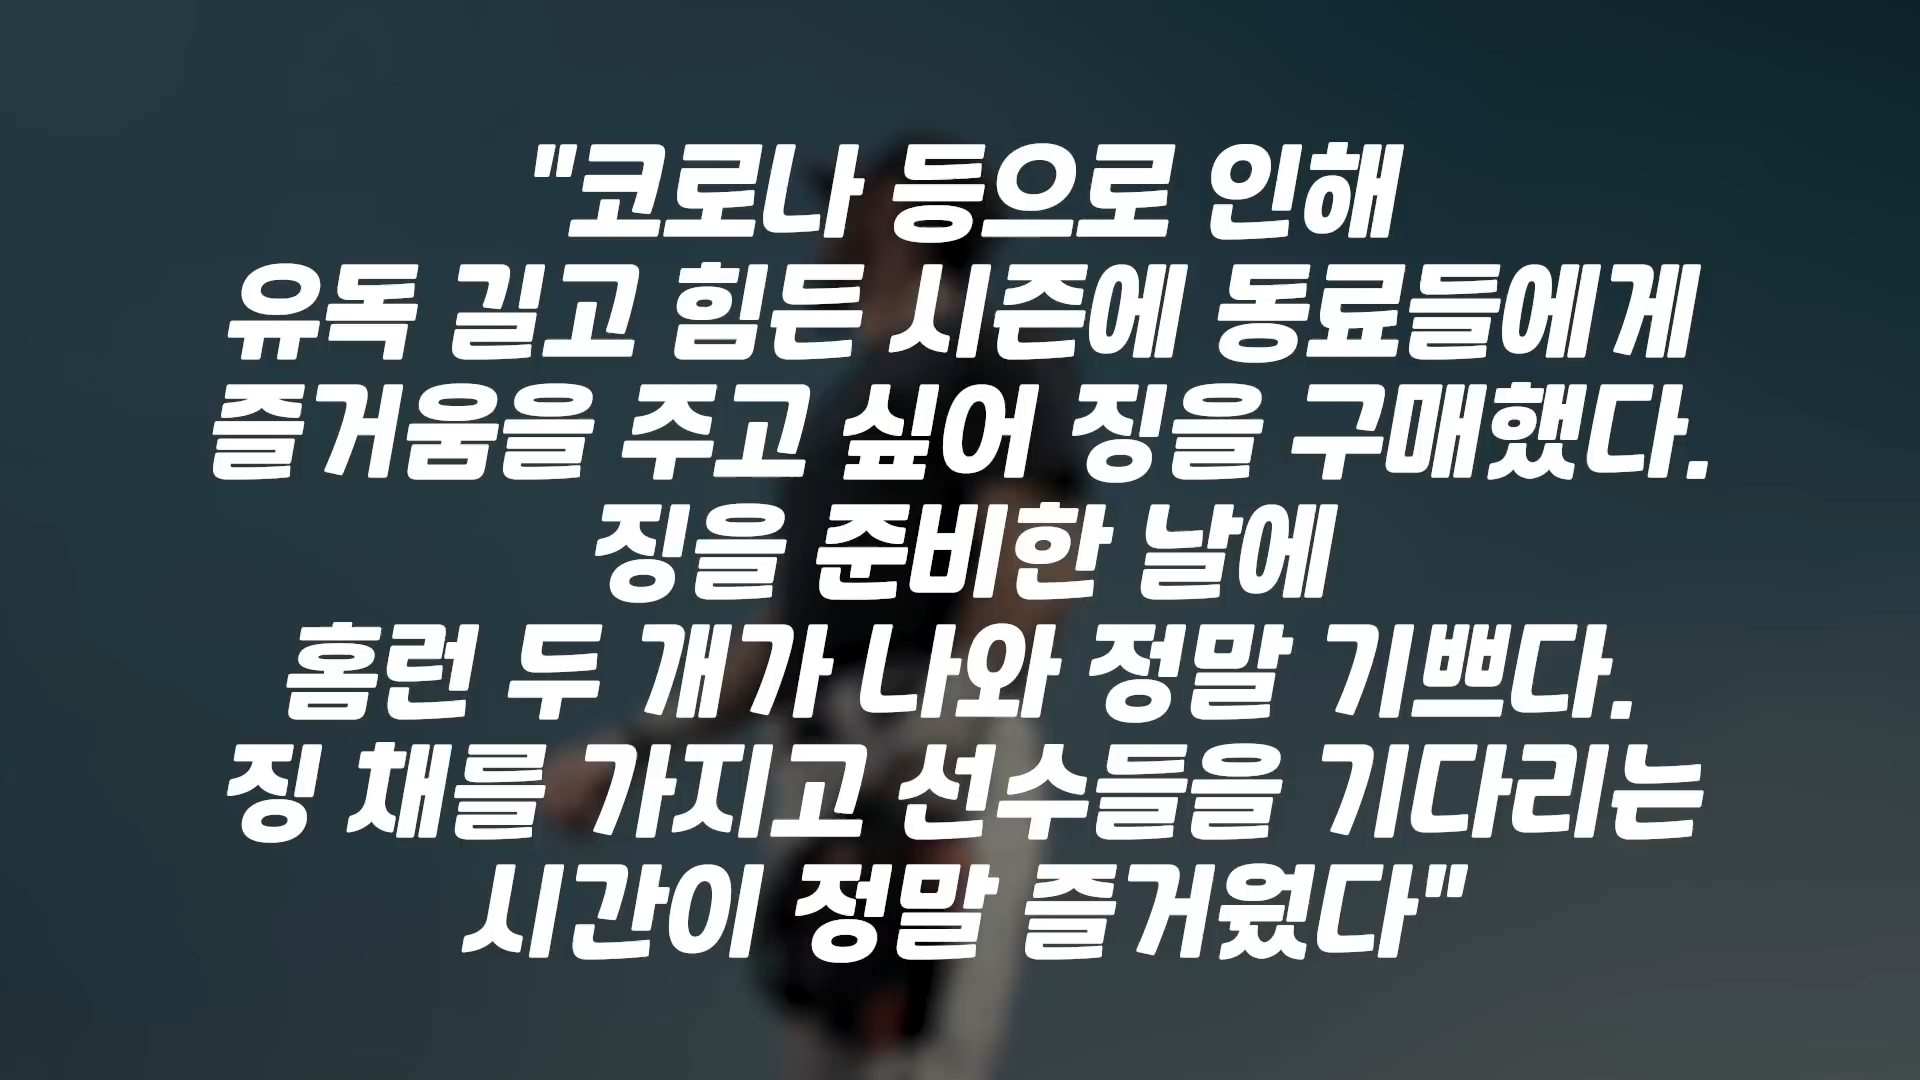 "코로나 등으로 인해
유독 길고 힘든 시즌에 동료들에게
즐거움을 주고 싶어 징을 구매했다.
징을 준비한 날에
홈런 두 개가 나와 정말 기쁘다.
징 채를 가지고 선수들을 기다리는
시간이 정말 즐거웠다"